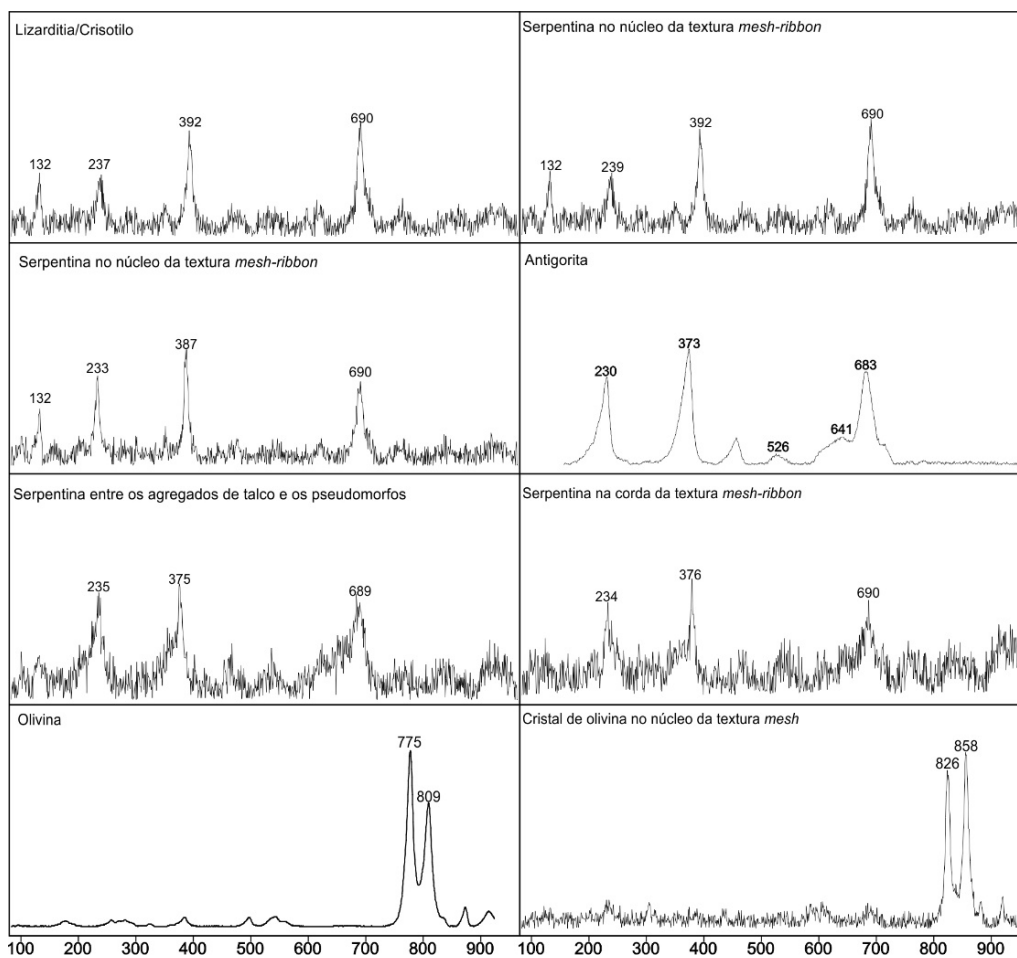 Lizarditia/Crisotilo
132
237
392
690
Serpentina no núcleo da textura mesh-ribbon
132
239
392
690
Serpentina no núcleo da textura mesh-ribbon
132
233
387
690
Antigorita
230
373
526
641
683
Serpentina entre os agregados de talco e os pseudomorfos
235
375
689
Serpentina na corda da textura mesh-ribbon
234
376
690
Olivina
775
809
Cristal de olivina no núcleo da textura mesh
826
858
100 200 300 400 500 600 700 800 900
100 200 300 400 500 600 700 800 900